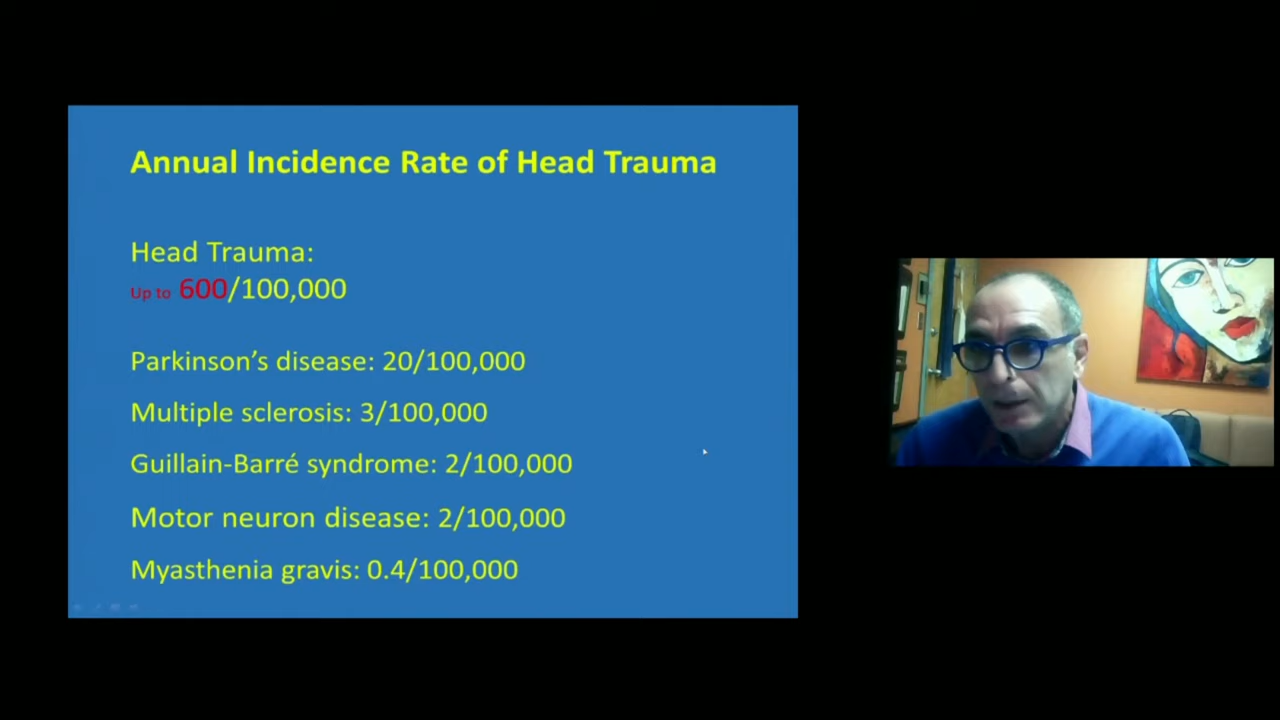 Annual Incidence Rate of Head Trauma
Head Trauma:
Up to 600/100,000
Parkinson’s disease: 20/100,000
Multiple sclerosis: 3/100,000
Guillain-Barré syndrome: 2/100,000
Motor neuron disease: 2/100,000
Myasthenia gravis: 0.4/100,000